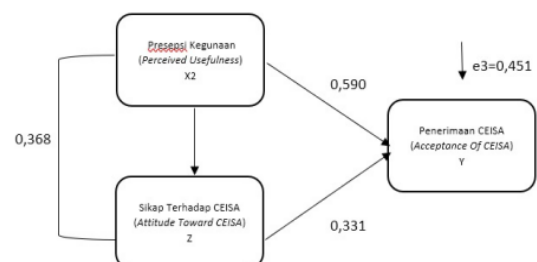 Presepsi Kegunaan
(Perceived Usefulness)
X2
e3=0,451
0,590
0,368
Penerimaan CEISA
(Acceptance Of CEISA)
Y
Sikap Terhadap CEISA
(Attitude Toward CEISA)
Z
0,331